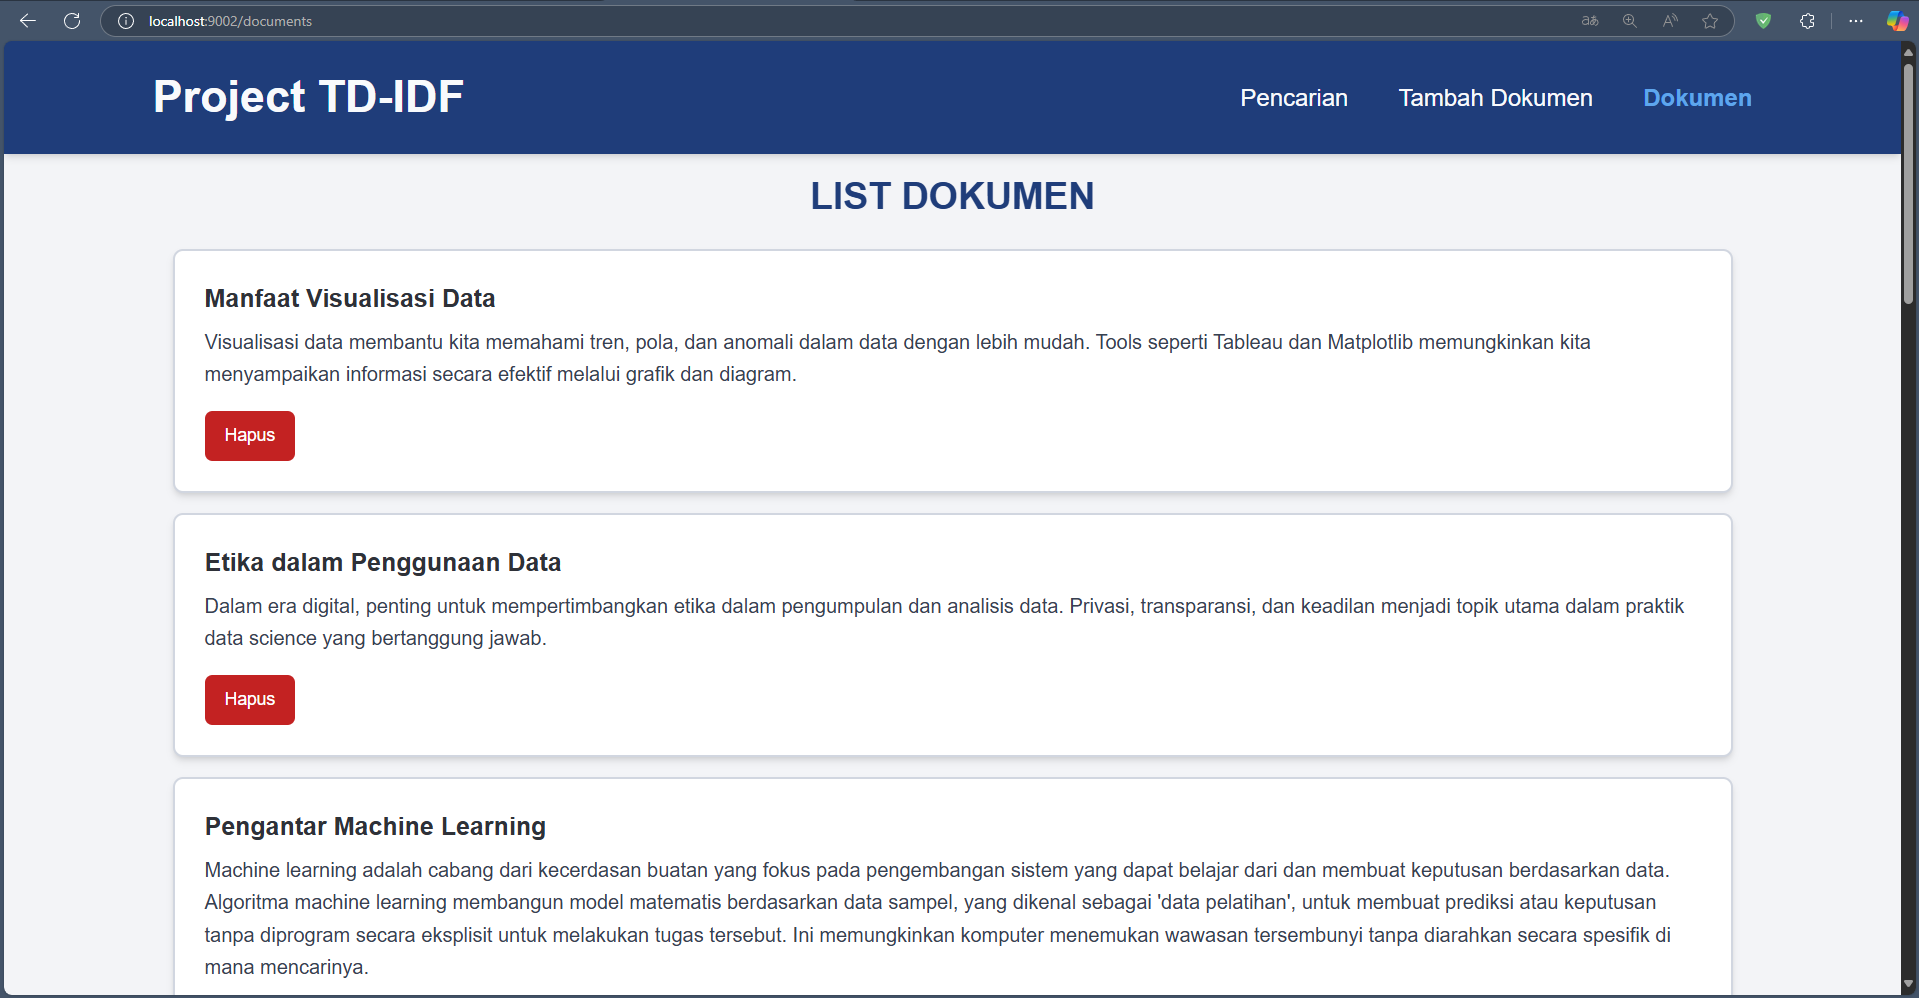 localhost:9002/documents
Project TD-IDF
Pencarian
Tambah Dokumen
Dokumen
LIST DOKUMEN
Manfaat Visualisasi Data
Visualisasi data membantu kita memahami tren, pola, dan anomali dalam data dengan lebih mudah. Tools seperti Tableau dan Matplotlib memungkinkan kita
menyampaikan informasi secara efektif melalui grafik dan diagram.
Hapus
Etika dalam Penggunaan Data
Dalam era digital, penting untuk mempertimbangkan etika dalam pengumpulan dan analisis data. Privasi, transparansi, dan keadilan menjadi topik utama dalam praktik
data science yang bertanggung jawab.
Hapus
Pengantar Machine Learning
Machine learning adalah cabang dari kecerdasan buatan yang fokus pada pengembangan sistem yang dapat belajar dari dan membuat keputusan berdasarkan data.
Algoritma machine learning membangun model matematis berdasarkan data sampel, yang dikenal sebagai 'data pelatihan', untuk membuat prediksi atau keputusan
tanpa diprogram secara eksplisit untuk melakukan tugas tersebut. Ini memungkinkan komputer menemukan wawasan tersembunyi tanpa diarahkan secara spesifik di
mana mencarinya.